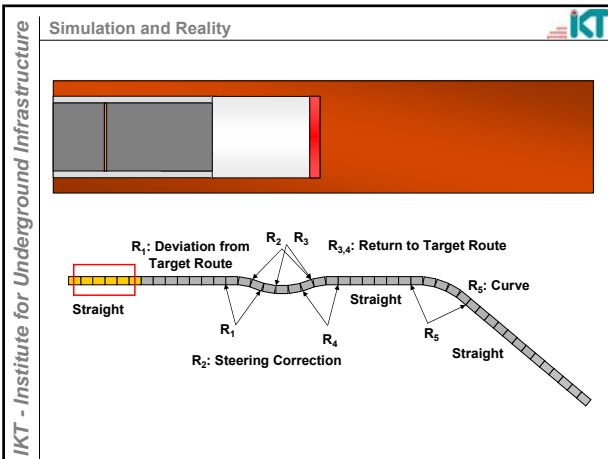 IKT - Institute for Underground Infrastructure
Simulation and Reality
iKT
R1: Deviation from
Target Route
R2
R3
R3,4: Return to Target Route
R5: Curve
Straight
Straight
R1
R4
R5
R2: Steering Correction
Straight